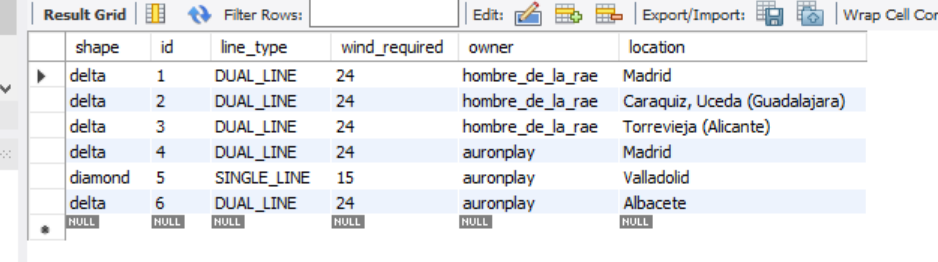 Result Grid Filter Rows: Edit: Export/Import: Wrap Cell Cor
shape id line_type wind_required owner location
delta 1 DUAL_LINE 24 hombre_de_la_rae Madrid
delta 2 DUAL_LINE 24 hombre_de_la_rae Caraquiz, Uceda (Guadalajara)
delta 3 DUAL_LINE 24 hombre_de_la_rae Torrevieja (Alicante)
delta 4 DUAL_LINE 24 auronplay Madrid
diamond 5 SINGLE_LINE 15 auronplay Valladolid
delta 6 DUAL_LINE 24 auronplay Albacete
NULL NULL NULL NULL NULL NULL